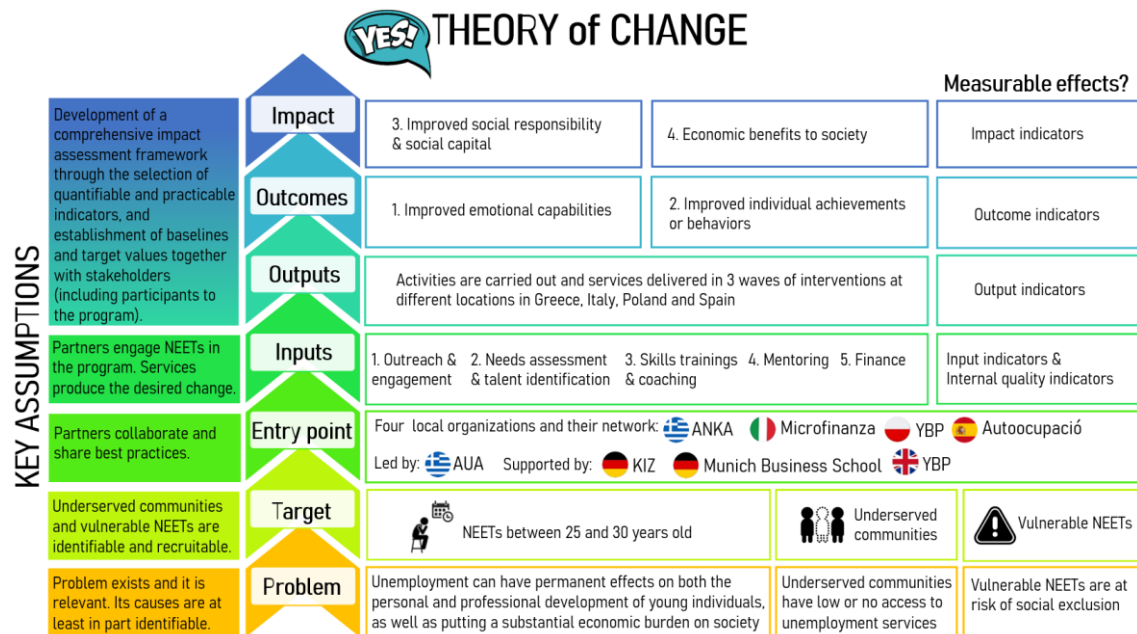 YES! THEORY of CHANGE
Measurable effects?
KEY ASSUMPTIONS
Development of a
comprehensive impact
assessment framework
through the selection of
quantifiable and practicable
indicators, and
establishment of baselines
and target values together
with stakeholders
(including participants to
the program).
Impact
3. Improved social responsibility
& social capital
4. Economic benefits to society
Impact indicators
Outcomes
1. Improved emotional capabilities
2. Improved individual achievements
or behaviors
Outcome indicators
Outputs
Activities are carried out and services delivered in 3 waves of interventions at
different locations in Greece, Italy, Poland and Spain
Output indicators
Partners engage NEETs in
the program. Services
produce the desired change.
Inputs
1. Outreach &
engagement
2. Needs assessment
& talent identification
3. Skills trainings
& coaching
4. Mentoring
5. Finance
Input indicators &
Internal quality indicators
Partners collaborate and
share best practices.
Entry point
Four local organizations and their network: ANKA Microfinanza YBP Autoocupació
Led by: AUA Supported by: KIZ Munich Business School YBP
Underserved communities
and vulnerable NEETs are
identifiable and recruitable.
Target
NEETs between 25 and 30 years old
Underserved
communities
Vulnerable NEETs
Problem exists and it is
relevant. Its causes are at
least in part identifiable.
Problem
Unemployment can have permanent effects on both the
personal and professional development of young individuals,
as well as putting a substantial economic burden on society
Underserved communities
have low or no access to
unemployment services
Vulnerable NEETs are at
risk of social exclusion